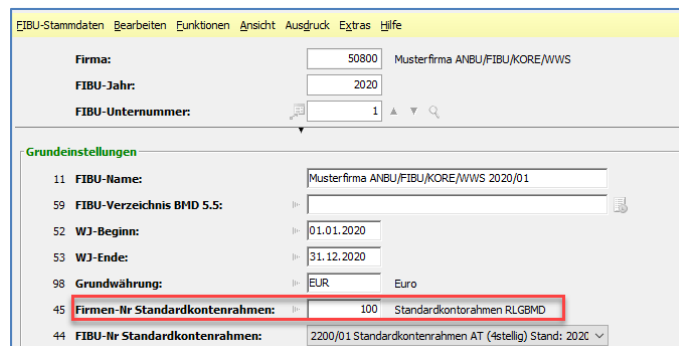 FIBU-Stammdaten Bearbeiten Funktionen Ansicht Ausdruck Extras Hilfe
Firma: 50800 Musterfirma ANBU/FIBU/KORE/WWS
FIBU-Jahr: 2020
FIBU-Unternummer: 1
Grundeinstellungen
11 FIBU-Name: Musterfirma ANBU/FIBU/KORE/WWS 2020/01
59 FIBU-Verzeichnis BMD 5.5:
52 WJ-Beginn: 01.01.2020
53 WJ-Ende: 31.12.2020
98 Grundwährung: EUR Euro
45 Firmen-Nr Standardkontenrahmen: 100 Standardkontorahmen RLGBMD
44 FIBU-Nr Standardkontenrahmen: 2200/01 Standardkontenrahmen AT (4stellig) Stand: 202